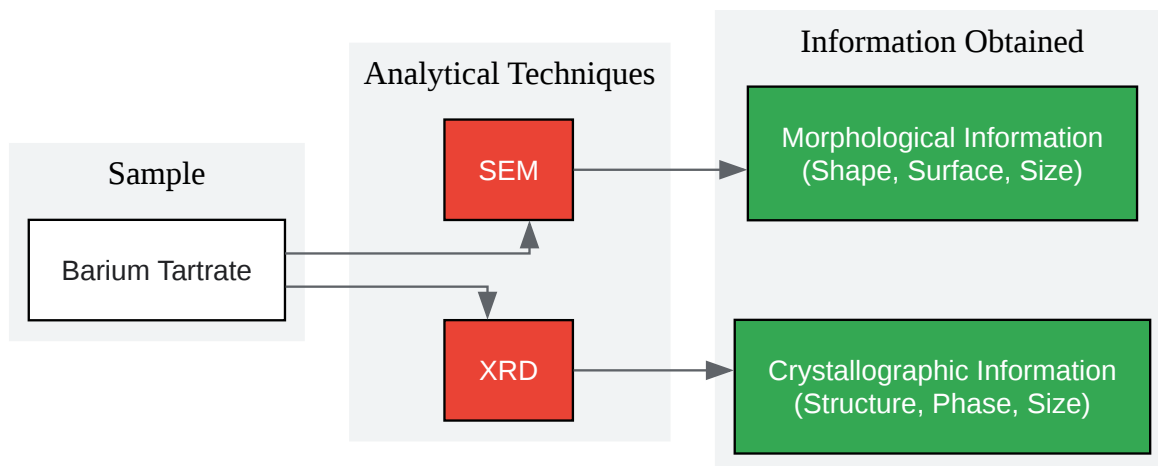 Sample
Barium Tartrate
Analytical Techniques
SEM
XRD
Information Obtained
Morphological Information
(Shape, Surface, Size)
Crystallographic Information
(Structure, Phase, Size)